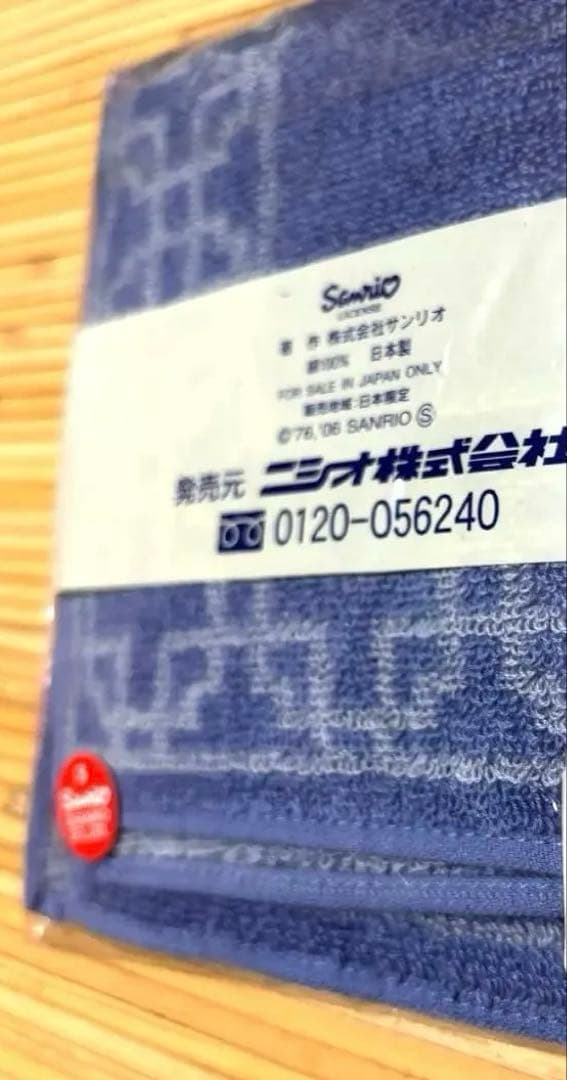 Sanrio
LICENSE
著 作 株式会社サンリオ
綿100% 日本製
FOR SALE IN JAPAN ONLY
販売地域:日本限定
©'76,'06 SANRIO Ⓢ
発売元 ニシオ株式会社
0120-056240
Sanrio